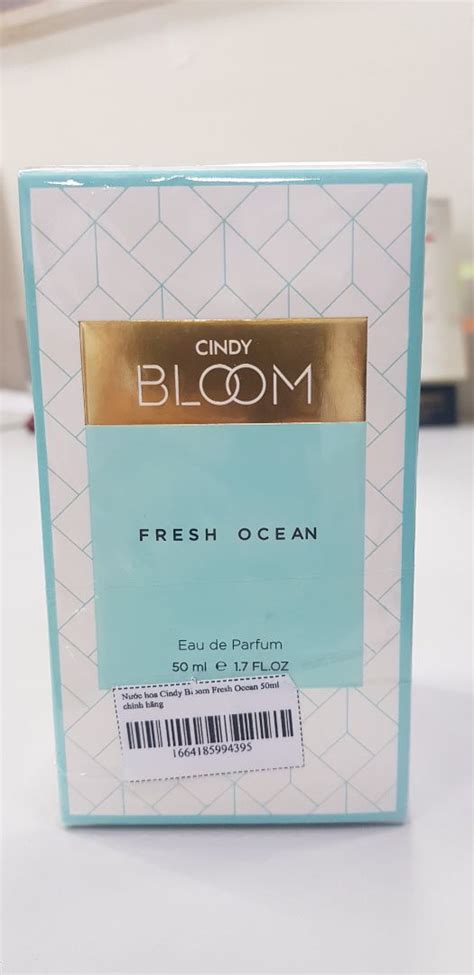 CINDY
BLOOM
FRESH OCEAN
Eau de Parfum
50 ml ℮ 1.7 FL.OZ
Nước hoa Cindy Bloom Fresh Ocean 50ml
chính hãng
1664185994395